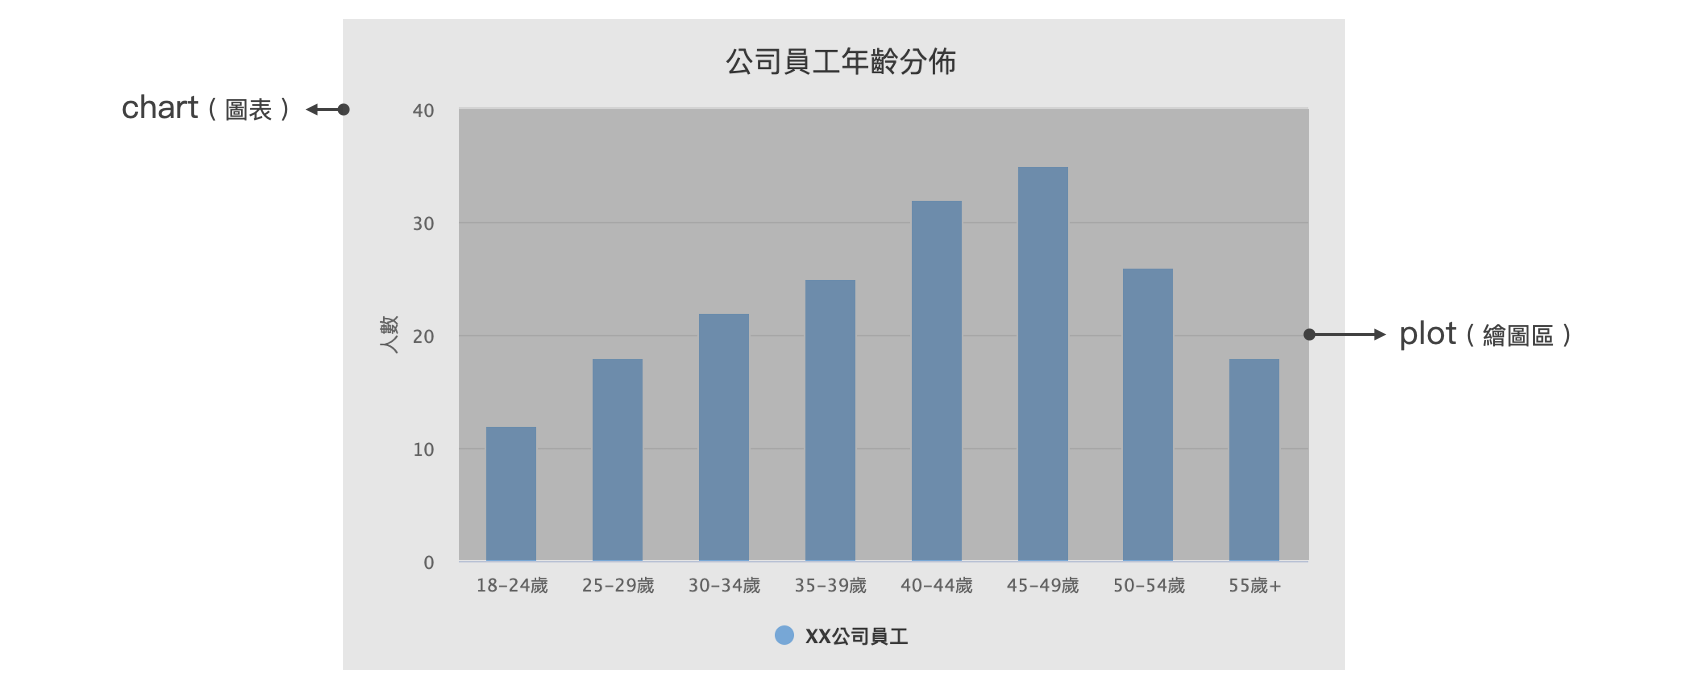 公司員工年齡分佈
chart（圖表）
40
30
20
10
0
人數
plot（繪圖區）
18-24歲
25-29歲
30-34歲
35-39歲
40-44歲
45-49歲
50-54歲
55歲+
XX公司員工